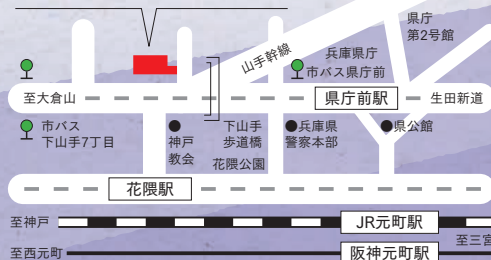 県庁
第2号館
山手幹線
兵庫県庁
市バス県庁前
至大倉山
県庁前駅
生田新道
市バス
下山手7丁目
神戸
教会
下山手
歩道橋
花隈公園
兵庫県
警察本部
県公館
花隈駅
至神戸
JR元町駅
至三宮
至西元町
阪神元町駅